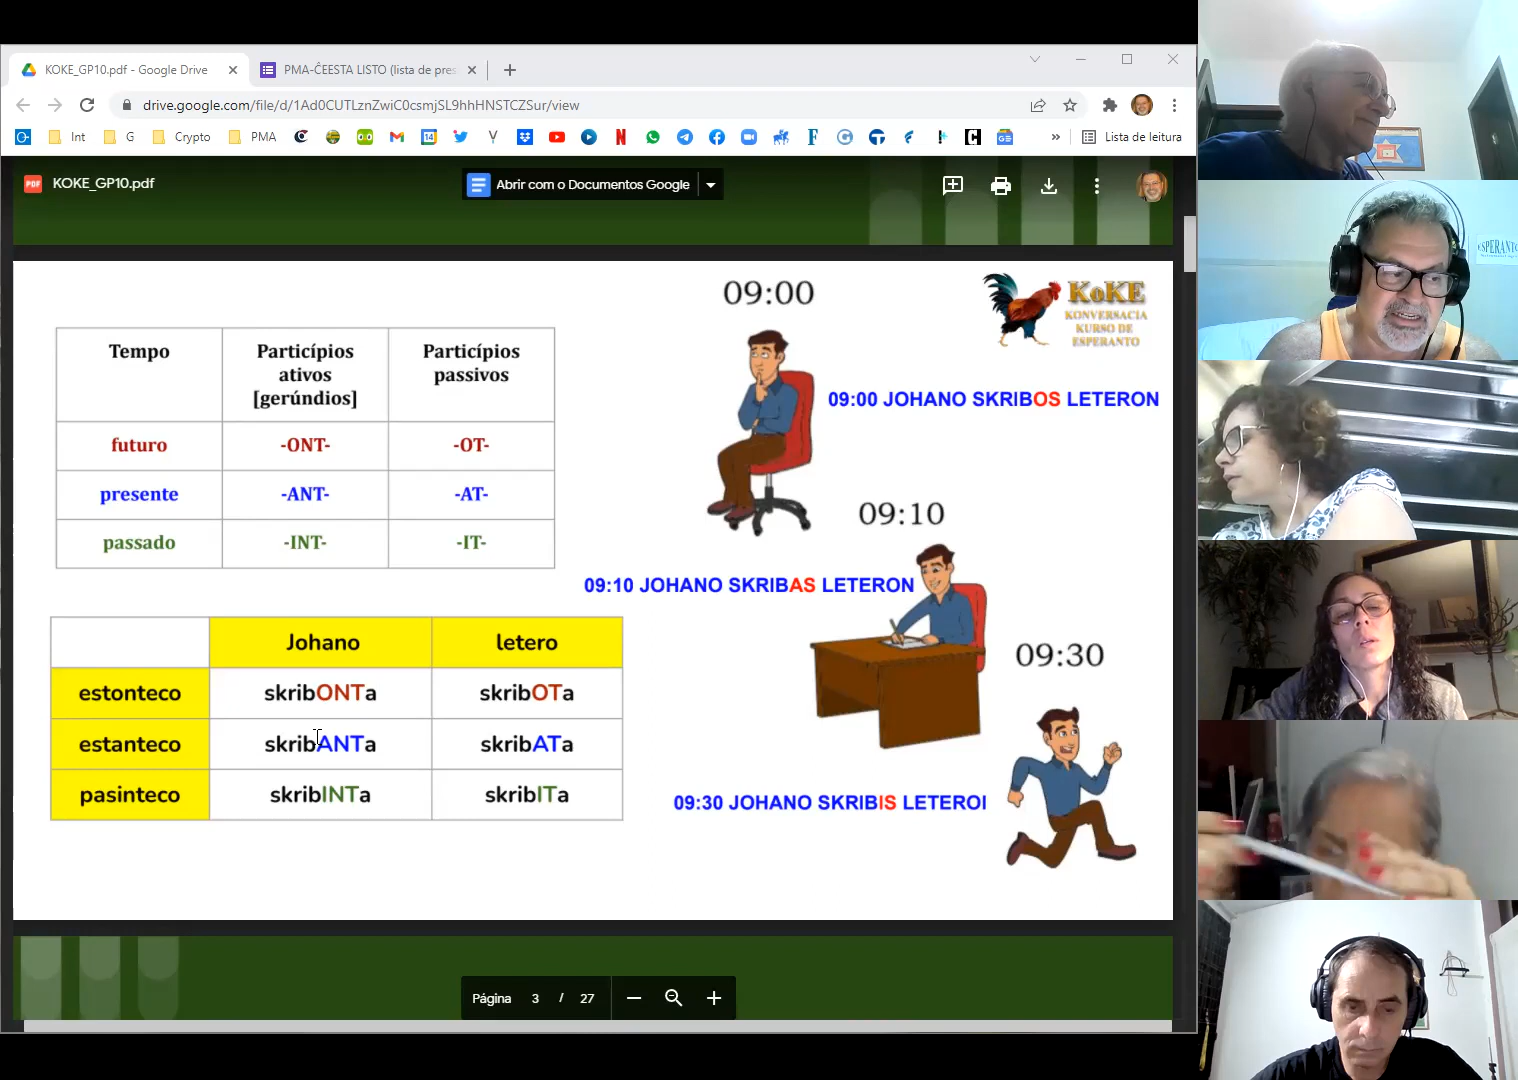 KOKE_GP10.pdf - Google Drive
PMA-ĈEESTA LISTO (lista de pres
drive.google.com/file/d/1Ad0CUTLznZwiC0csmjSL9hhHNSTCZSur/view
Int
G
Crypto
PMA
Lista de leitura
KOKE_GP10.pdf
Abrir com o Documentos Google
09:00
KoKE
KONVERSACIA
KURSO DE
ESPERANTO
Tempo
Particípios ativos [gerúndios]
Particípios passivos
futuro
-ONT-
-OT-
presente
-ANT-
-AT-
passado
-INT-
-IT-
09:00 JOHANO SKRIBOS LETERON
09:10
09:10 JOHANO SKRIBAS LETERON
09:30
Johano
letero
estonteco
skribONTa
skribOTa
estanteco
skribANTa
skribATa
pasinteco
skribINTa
skribITa
09:30 JOHANO SKRIBIS LETEROI
Página 3 / 27
ESPERANTO